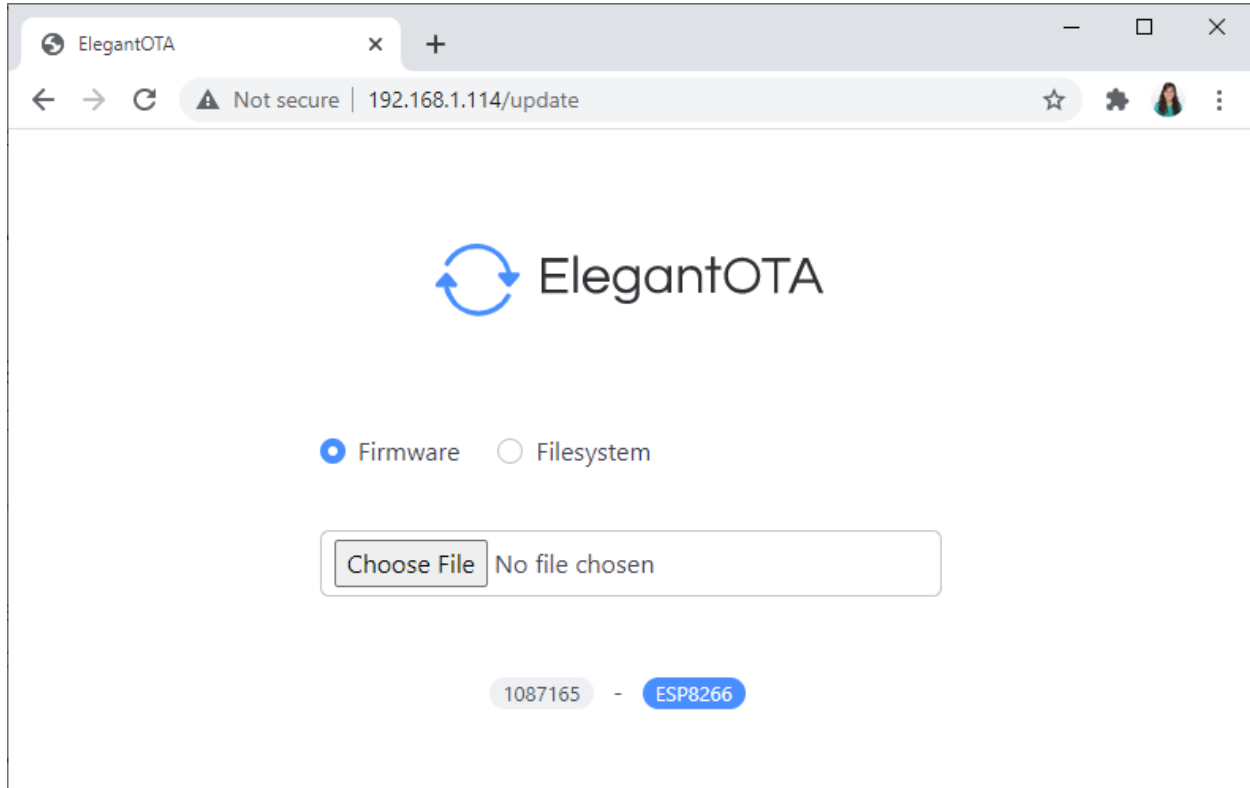 ElegantOTA
Not secure | 192.168.1.114/update
ElegantOTA
Firmware Filesystem
Choose File No file chosen
1087165 - ESP8266